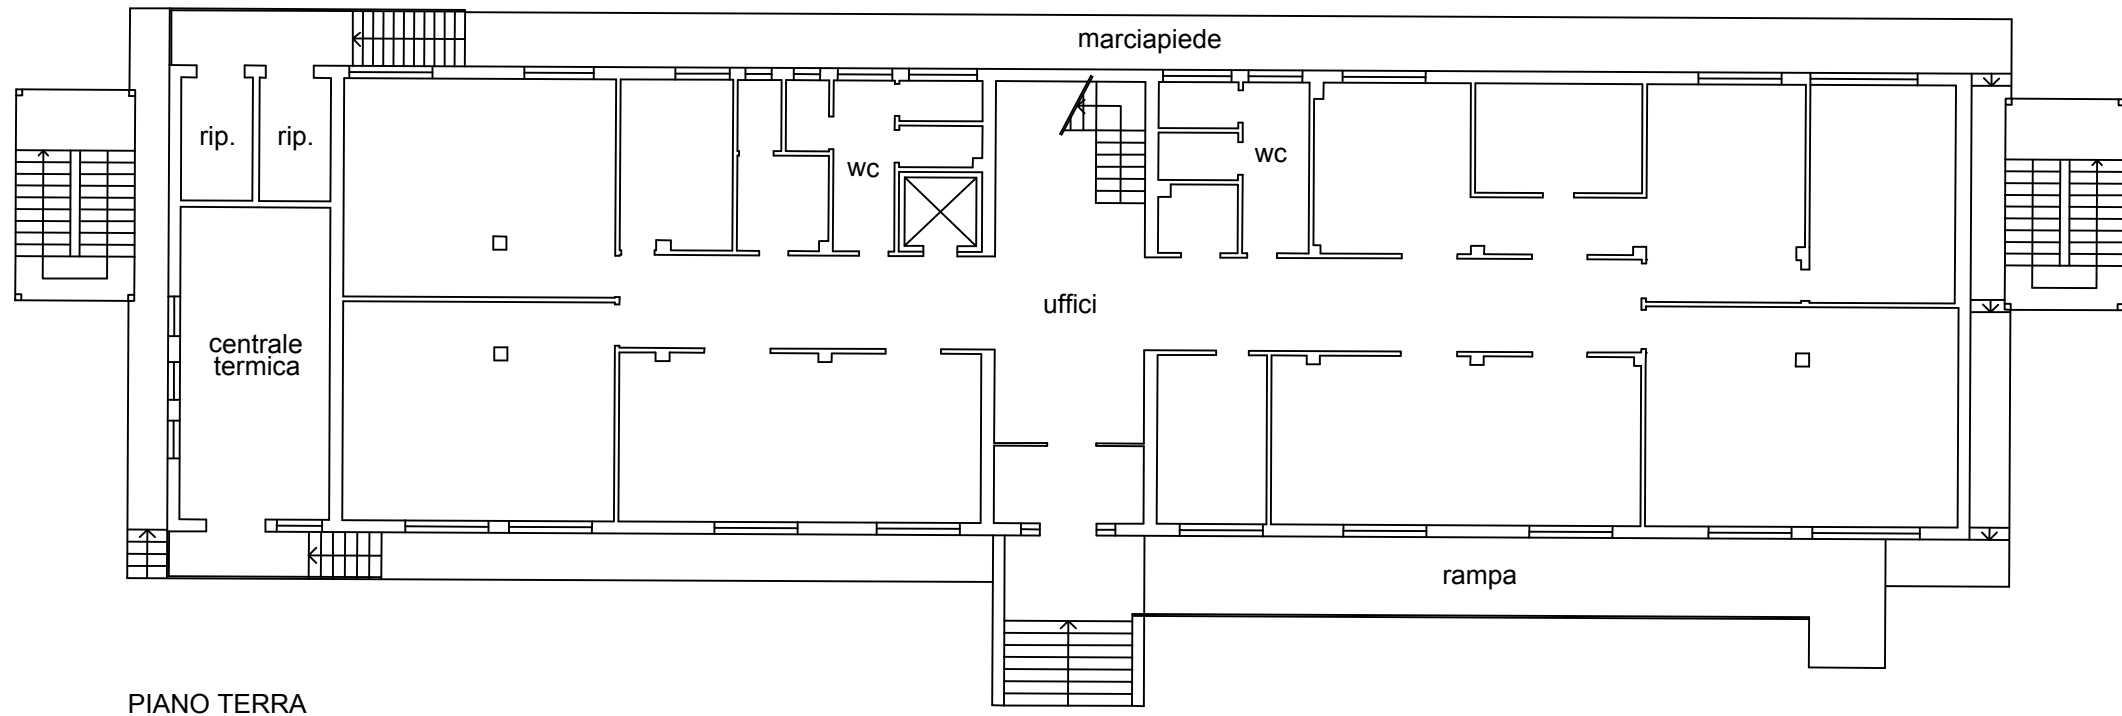 marciapiede
rip.
rip.
wc
wc
uffici
centrale
termica
rampa
PIANO TERRA